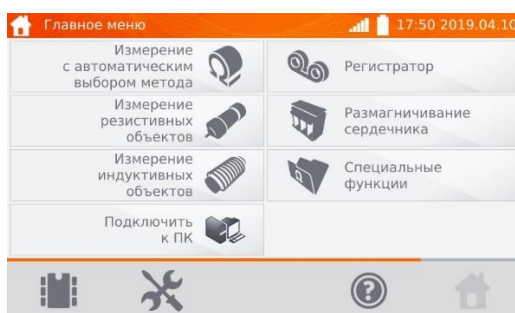 Главное меню
17:50 2019.04.10
Измерение
с автоматическим
выбором метода
Регистратор
Измерение
резистивных
объектов
Размагничивание
сердечника
Измерение
индуктивных
объектов
Специальные
функции
Подключить
к ПК